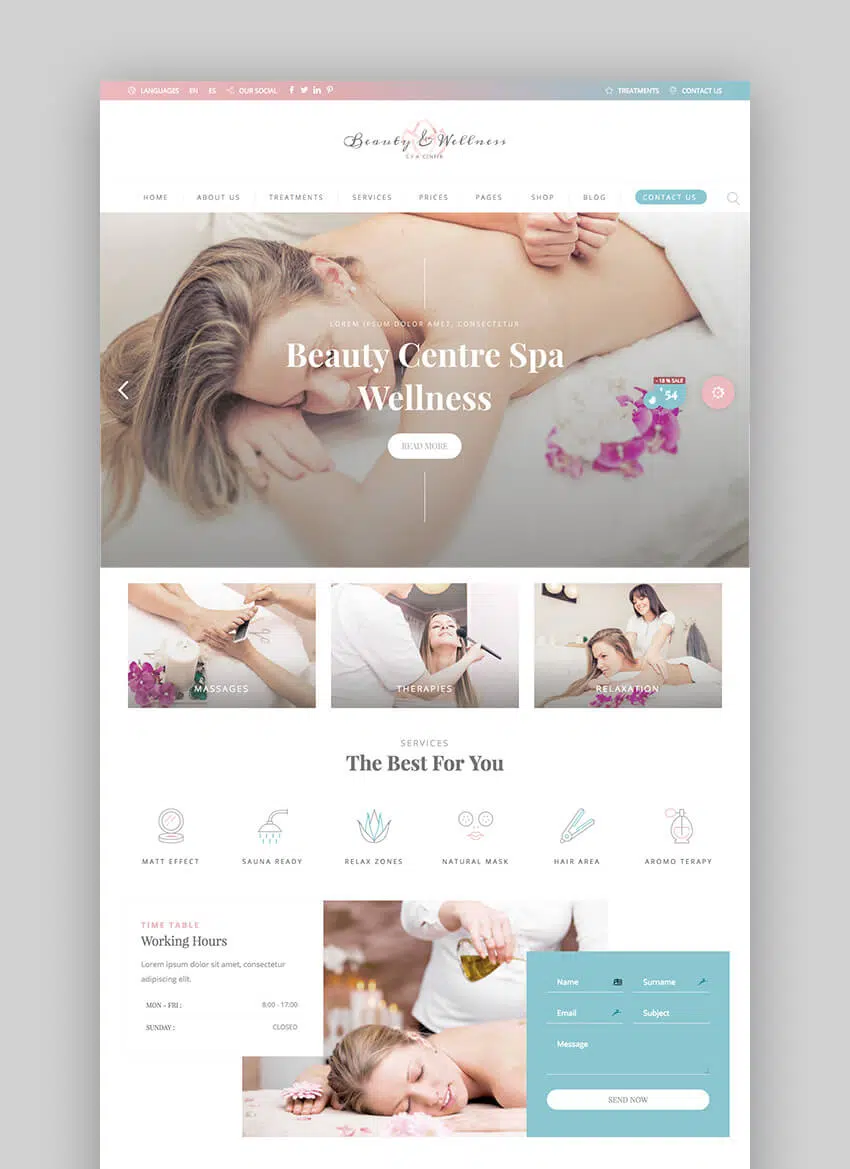 LANGUAGES EN ES OUR SOCIAL TREATMENTS CONTACT US
Beauty & Wellness
SPA CENTER
HOME ABOUT US TREATMENTS SERVICES PRICES PAGES SHOP BLOG CONTACT US
LOREM IPSUM DOLOR AMET, CONSECTETUR
Beauty Centre Spa
Wellness
- 18 % SALE
$ 54
READ MORE
MASSAGES THERAPIES RELAXATION
SERVICES
The Best For You
MATT EFFECT SAUNA READY RELAX ZONES NATURAL MASK HAIR AREA AROMO TERAPY
TIME TABLE
Working Hours
Lorem ipsum dolor sit amet, consectetur
adipiscing elit.
MON - FRI : 8:00 - 17:00
SUNDAY : CLOSED
Name Surname
Email Subject
Message
SEND NOW